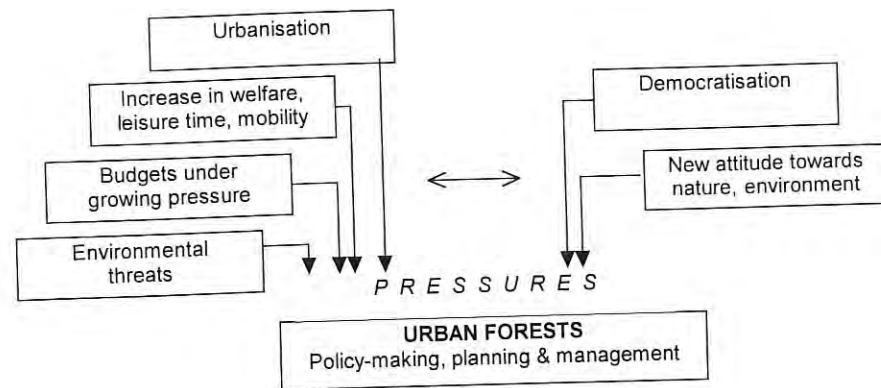 Urbanisation
Increase in welfare,
leisure time, mobility
Budgets under
growing pressure
Environmental
threats
Democratisation
New attitude towards
nature, environment
PRESSURES
URBAN FORESTS
Policy-making, planning & management